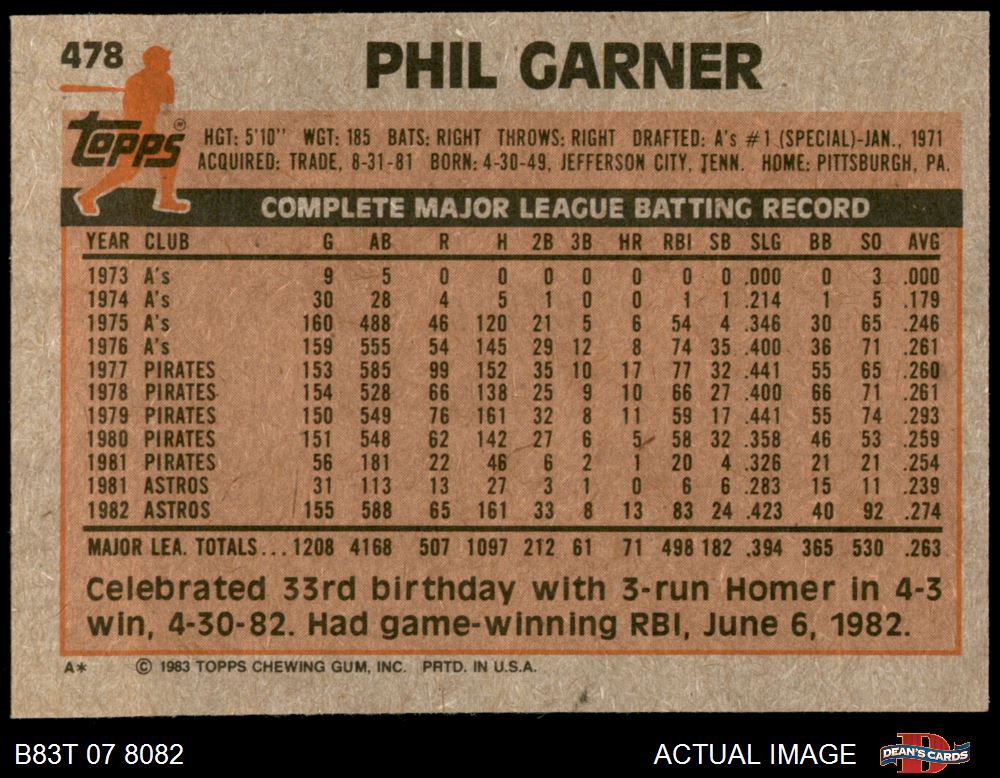 478
PHIL GARNER
Topps
HGT: 5'10" WGT: 185 BATS: RIGHT THROWS: RIGHT DRAFTED: A's #1 (SPECIAL)-JAN., 1971
ACQUIRED: TRADE, 8-31-81 BORN: 4-30-49, JEFFERSON CITY, TENN. HOME: PITTSBURGH, PA.
COMPLETE MAJOR LEAGUE BATTING RECORD
YEAR CLUB G AB R H 2B 3B HR RBI SB SLG BB SO AVG
1973 A's 9 5 0 0 0 0 0 0 0 .000 0 3 .000
1974 A's 30 28 4 5 1 0 0 1 1 .214 1 5 .179
1975 A's 160 488 46 120 21 5 6 54 4 .346 30 65 .246
1976 A's 159 555 54 145 29 12 8 74 35 .400 36 71 .261
1977 PIRATES 153 585 99 152 35 10 17 77 32 .441 55 65 .260
1978 PIRATES 154 528 66 138 25 9 10 66 27 .400 66 71 .261
1979 PIRATES 150 549 76 161 32 8 11 59 17 .441 55 74 .293
1980 PIRATES 151 548 62 142 27 6 5 58 32 .358 46 53 .259
1981 PIRATES 56 181 22 46 6 2 1 20 4 .326 21 21 .254
1981 ASTROS 31 113 13 27 3 1 0 6 6 .283 15 11 .239
1982 ASTROS 155 588 65 161 33 8 13 83 24 .423 40 92 .274
MAJOR LEA. TOTALS...1208 4168 507 1097 212 61 71 498 182 .394 365 530 .263
Celebrated 33rd birthday with 3-run Homer in 4-3
win, 4-30-82. Had game-winning RBI, June 6, 1982.
A* © 1983 TOPPS CHEWING GUM, INC. PRTD. IN U.S.A.
B83T 07 8082 ACTUAL IMAGE DEAN'S CARDS